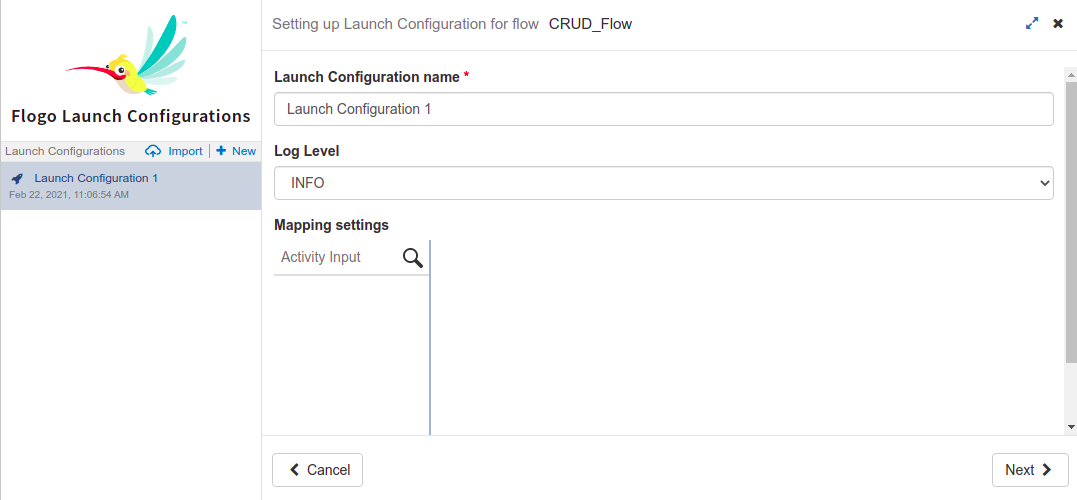 ™
Flogo Launch Configurations
Launch Configurations Import New
Launch Configuration 1
Feb 22, 2021, 11:06:54 AM
Setting up Launch Configuration for flow CRUD_Flow
Launch Configuration name *
Launch Configuration 1
Log Level
INFO
Mapping settings
Activity Input
Cancel
Next